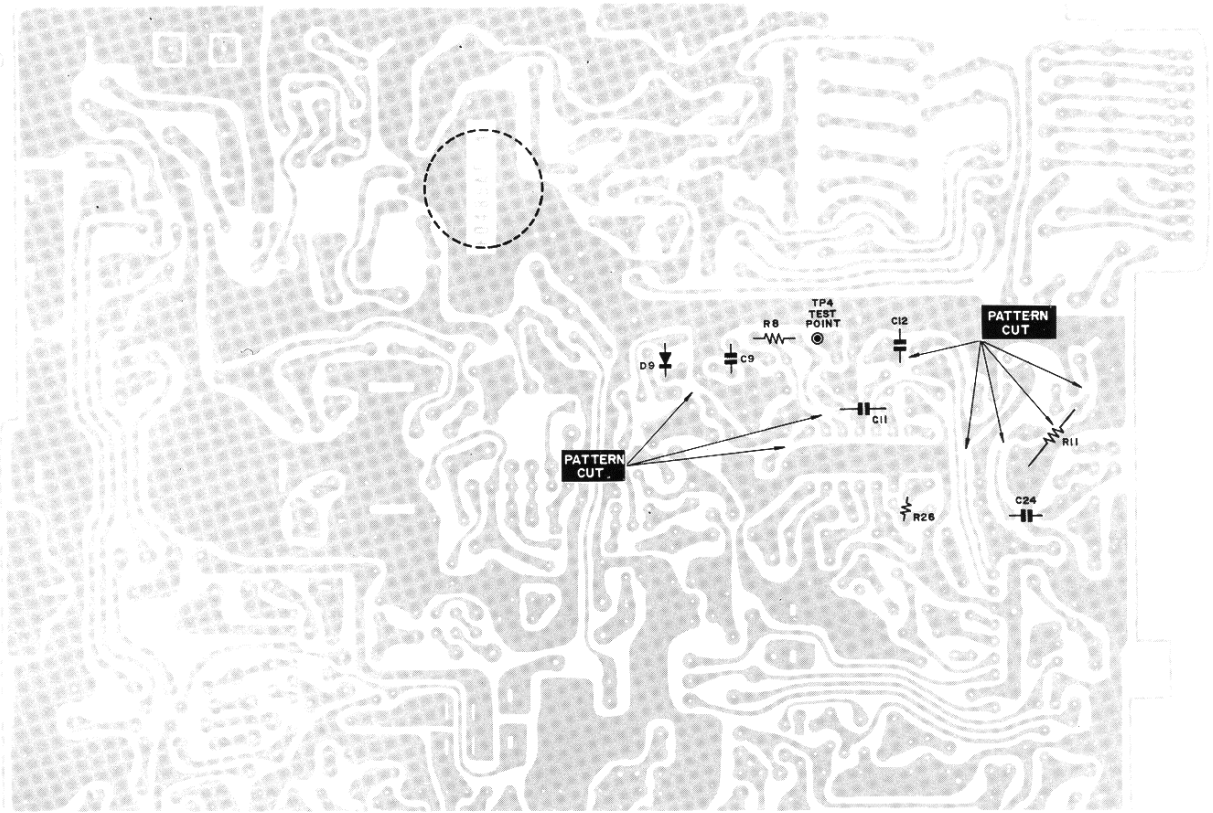 TP4
TEST
POINT
R8
C12
PATTERN
CUT
D9
C9
C11
R11
PATTERN
CUT
R26
C24